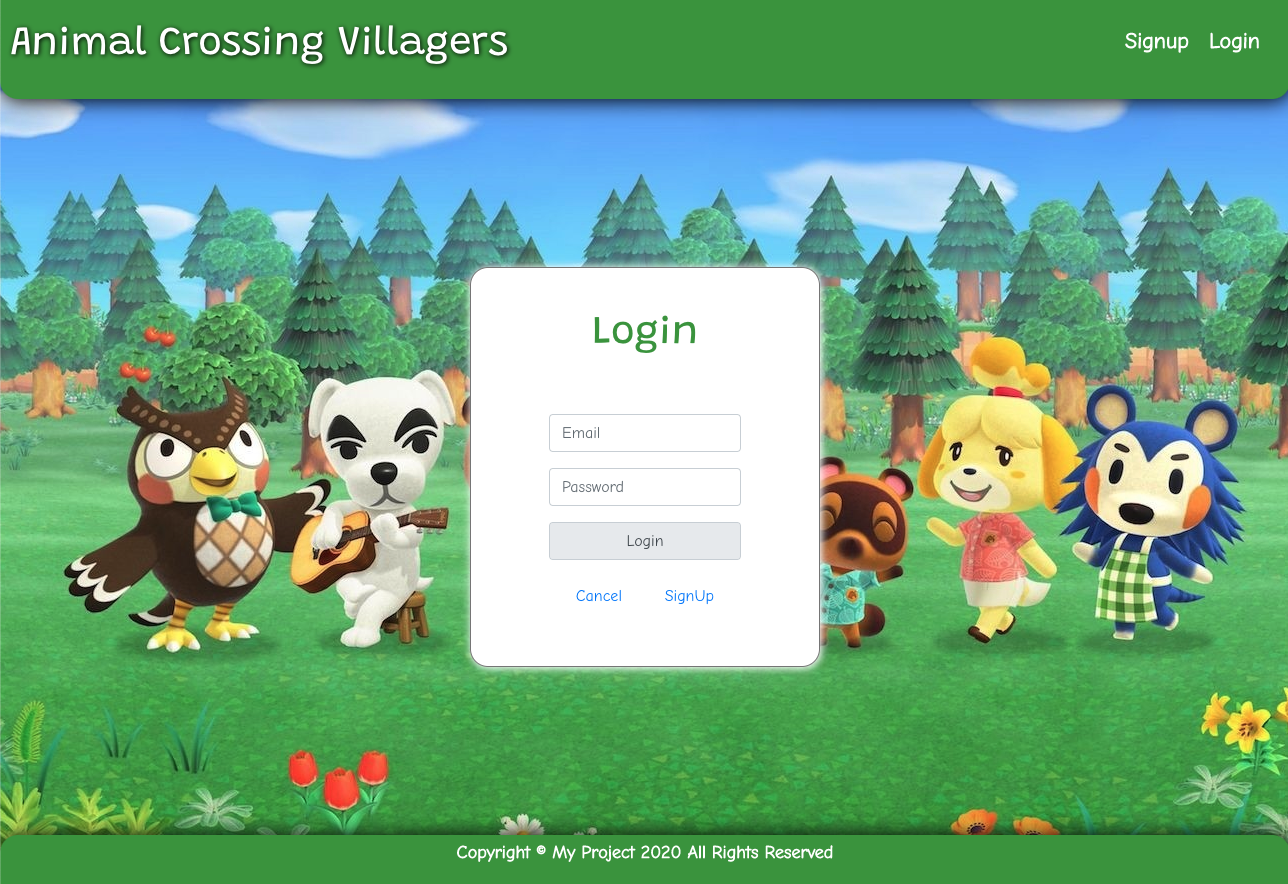 Animal Crossing Villagers
Signup Login
Login
Email
Password
Login
Cancel SignUp
Copyright © My Project 2020 All Rights Reserved